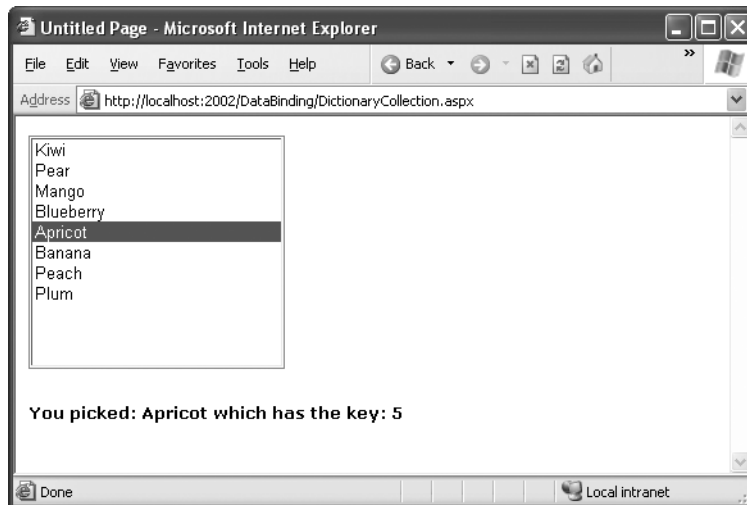 Untitled Page - Microsoft Internet Explorer
File Edit View Favorites Tools Help Back »
Address http://localhost:2002/DataBinding/DictionaryCollection.aspx
Kiwi
Pear
Mango
Blueberry
Apricot
Banana
Peach
Plum
You picked: Apricot which has the key: 5
Done Local intranet